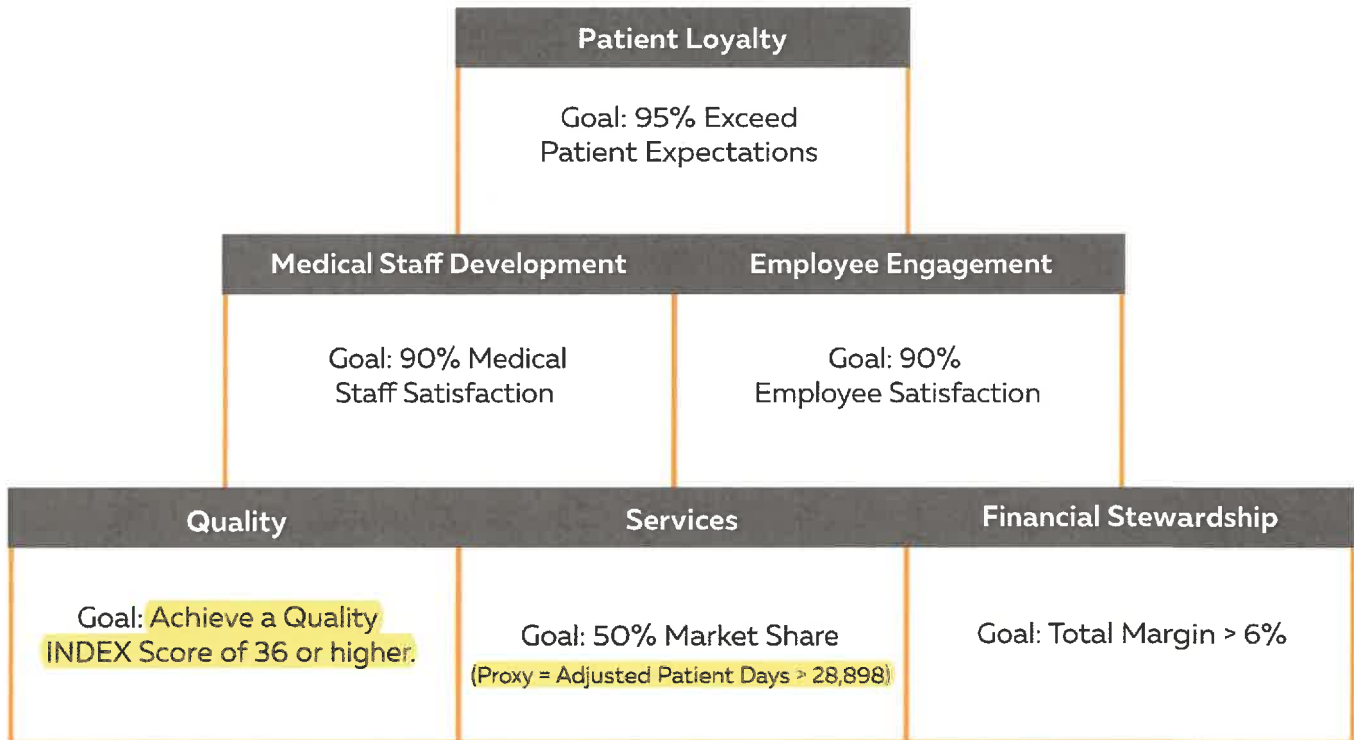 Patient Loyalty
Goal: 95% Exceed
Patient Expectations
Medical Staff Development
Employee Engagement
Goal: 90% Medical
Staff Satisfaction
Goal: 90%
Employee Satisfaction
Quality
Services
Financial Stewardship
Goal: Achieve a Quality
INDEX Score of 36 or higher.
Goal: 50% Market Share
(Proxy = Adjusted Patient Days > 28,898)
Goal: Total Margin > 6%